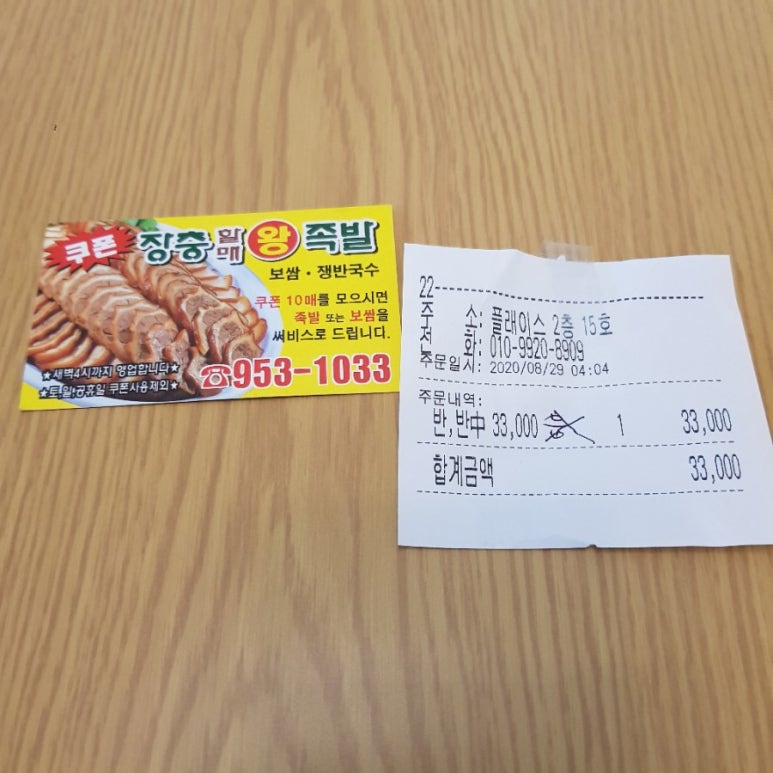 쿠폰
장충 할매 왕 족발
보쌈 · 쟁반국수
쿠폰 10매를 모으시면
족발 또는 보쌈을
써비스로 드립니다.
★새벽4시까지 영업합니다★
★토,일,공휴일 쿠폰사용제외★
☎953-1033
22
주 소: 플래이스 2층 15호
전 화: 010-9920-8909
주문일시: 2020/08/29 04:04
주문내역:
반,반中 33,000 1 33,000
합계금액 33,000